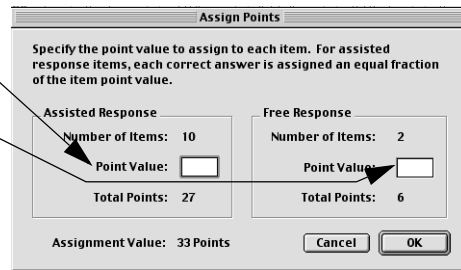 Assign Points
Specify the point value to assign to each item. For assisted
response items, each correct answer is assigned an equal fraction
of the item point value.
Assisted Response
Number of Items: 10
Point Value:
Total Points: 27
Free Response
Number of Items: 2
Point Value:
Total Points: 6
Assignment Value: 33 Points
Cancel
OK